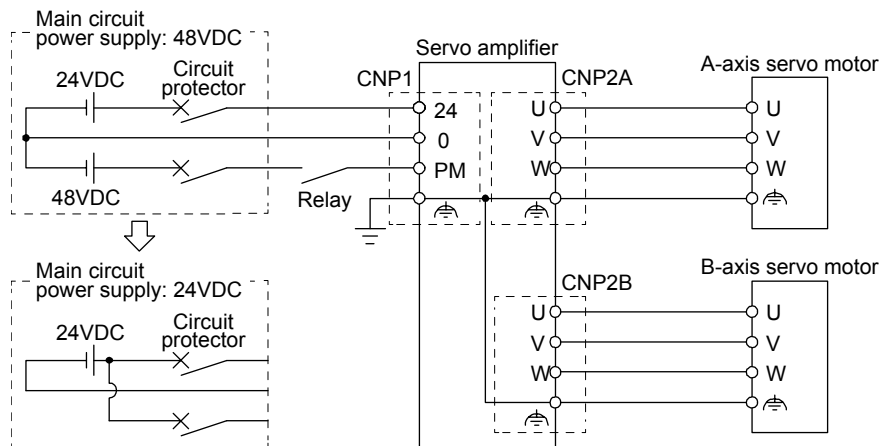 Main circuit
power supply: 48VDC
24VDC
Circuit
protector
48VDC
Relay
Servo amplifier
CNP1
24
0
PM
CNP2A
U
V
W
A-axis servo motor
U
V
W
Main circuit
power supply: 24VDC
24VDC
Circuit
protector
CNP2B
U
V
W
B-axis servo motor
U
V
W